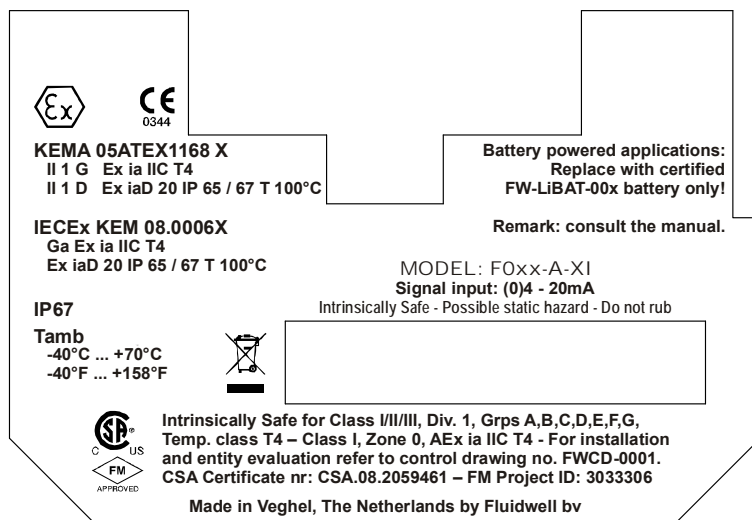 Ex
CE
0344
KEMA 05ATEX1168 X
II 1 G Ex ia IIC T4
II 1 D Ex iaD 20 IP 65 / 67 T 100°C
Battery powered applications:
Replace with certified
FW-LiBAT-00x battery only!
IECEx KEM 08.0006X
Ga Ex ia IIC T4
Ex iaD 20 IP 65 / 67 T 100°C
Remark: consult the manual.
MODEL: F0xx-A-XI
Signal input: (0)4 - 20mA
Intrinsically Safe - Possible static hazard - Do not rub
IP67
Tamb
-40°C ... +70°C
-40°F ... +158°F
CSA ®
C US
FM
APPROVED
Intrinsically Safe for Class I/II/III, Div. 1, Grps A,B,C,D,E,F,G,
Temp. class T4 – Class I, Zone 0, AEx ia IIC T4 - For installation
and entity evaluation refer to control drawing no. FWCD-0001.
CSA Certificate nr: CSA.08.2059461 – FM Project ID: 3033306
Made in Veghel, The Netherlands by Fluidwell bv